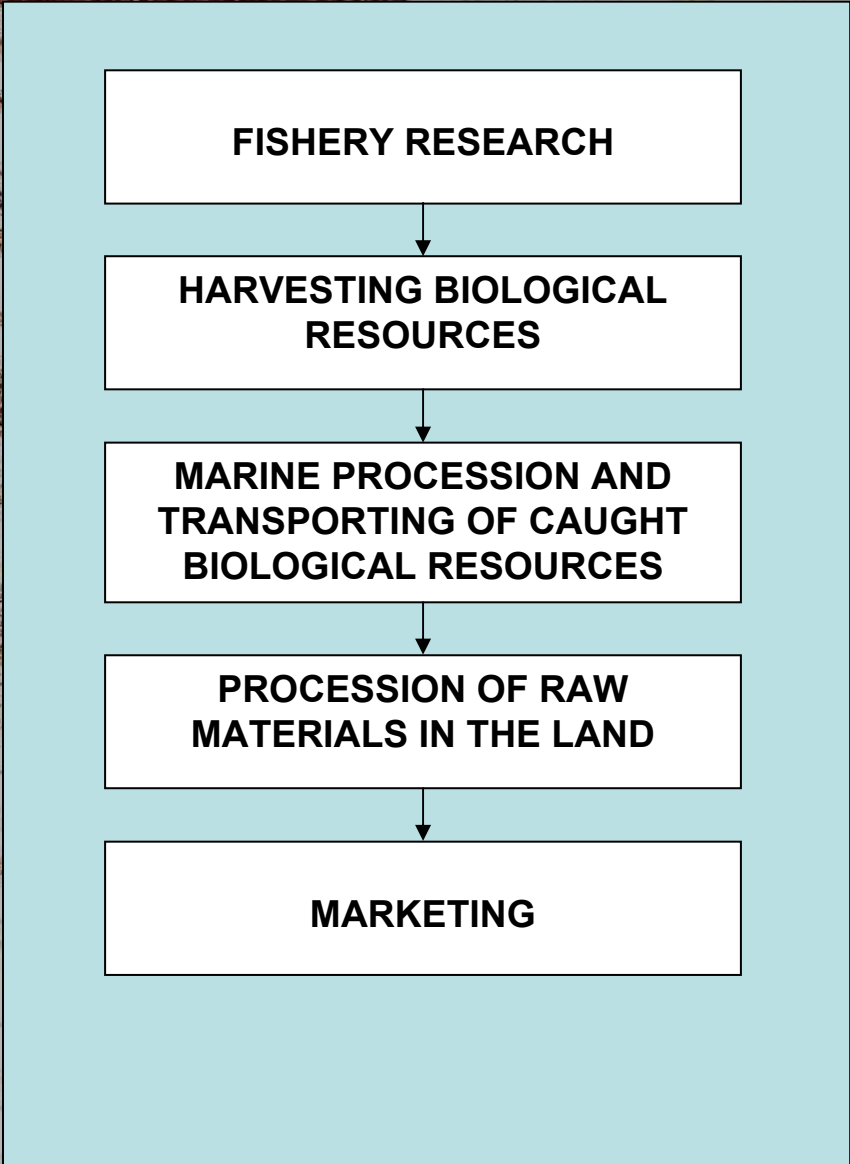 FISHERY RESEARCH
HARVESTING BIOLOGICAL
RESOURCES
MARINE PROCESSION AND
TRANSPORTING OF CAUGHT
BIOLOGICAL RESOURCES
PROCESSION OF RAW
MATERIALS IN THE LAND
MARKETING